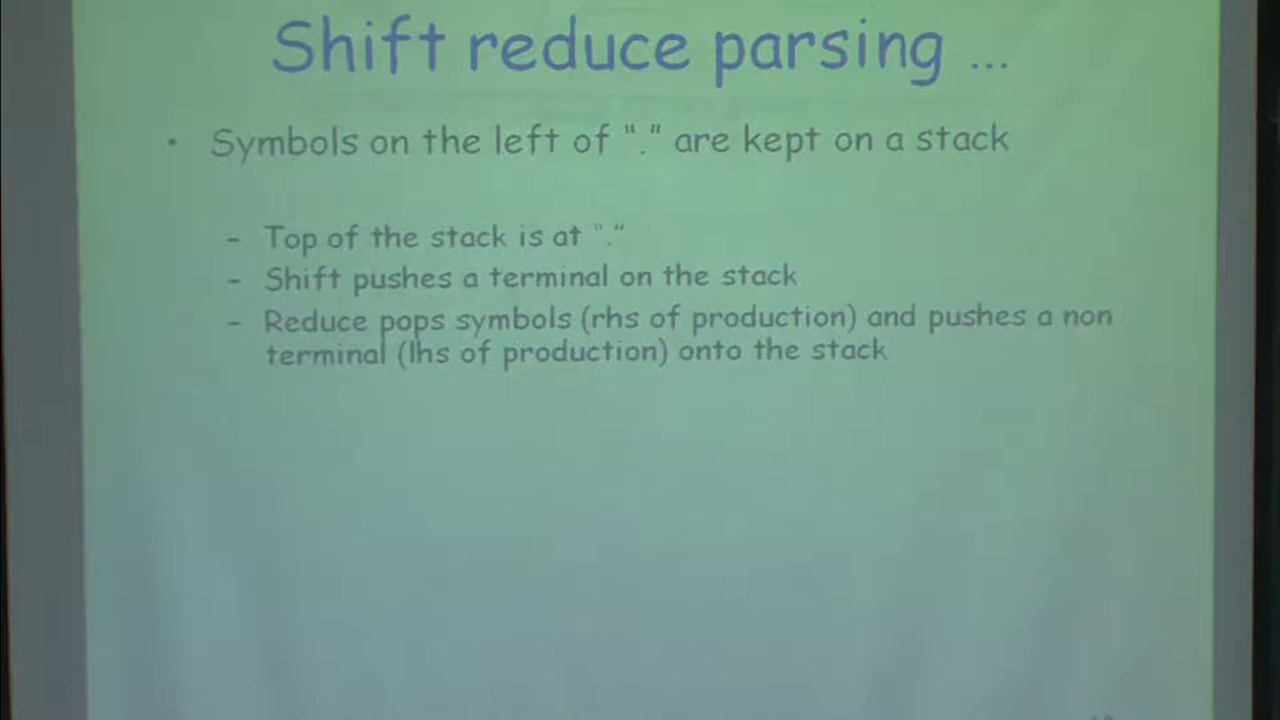 Shift reduce parsing ...
• Symbols on the left of "." are kept on a stack
- Top of the stack is at "."
- Shift pushes a terminal on the stack
- Reduce pops symbols (rhs of production) and pushes a non
terminal (lhs of production) onto the stack